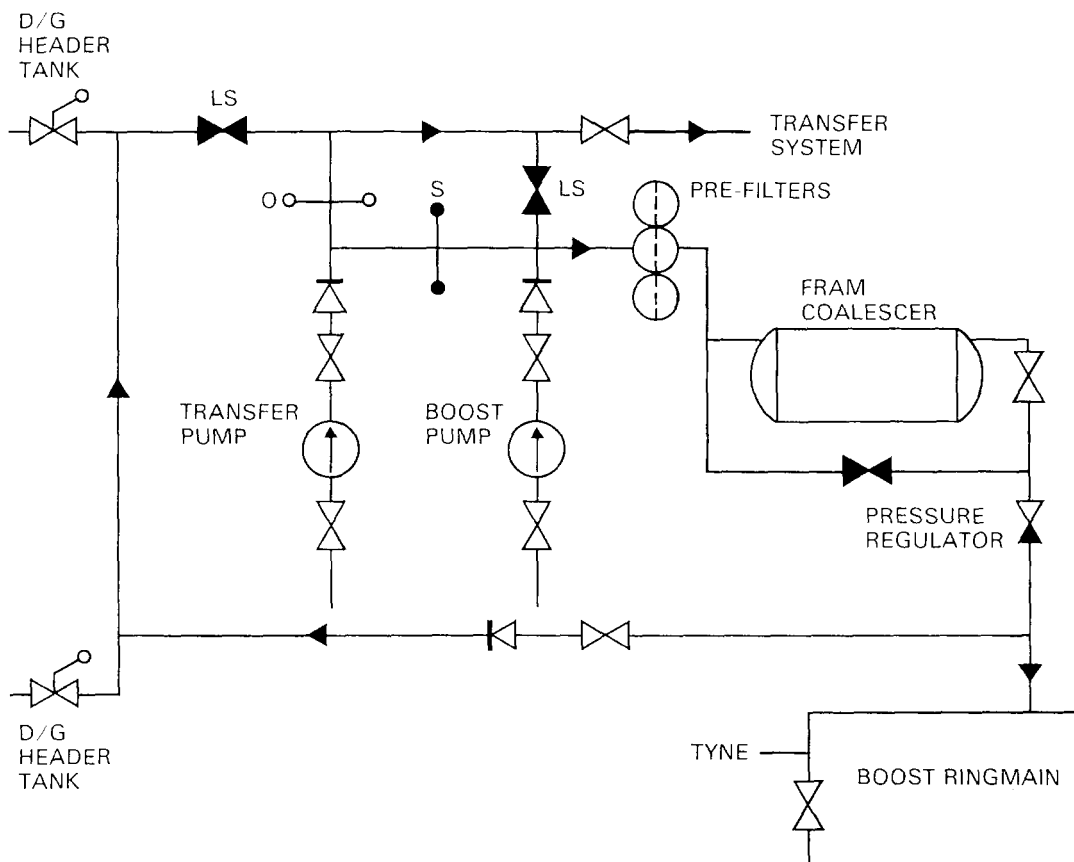 D/G
HEADER
TANK
LS
TRANSFER
SYSTEM
O
S
LS
PRE-FILTERS
FRAM
COALESCER
TRANSFER
PUMP
BOOST
PUMP
PRESSURE
REGULATOR
D/G
HEADER
TANK
TYNE
BOOST RINGMAIN